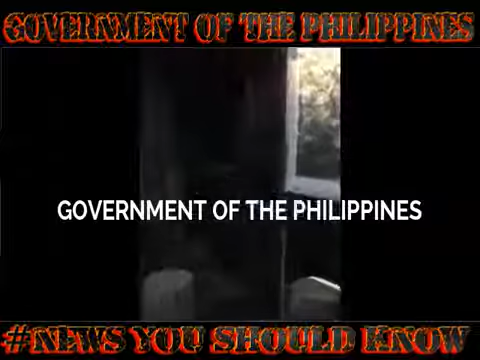 GOVERNMENT OF THE PHILIPPINES
GOVERNMENT OF THE PHILIPPINES
#NEWS YOU SHOULD KNOW